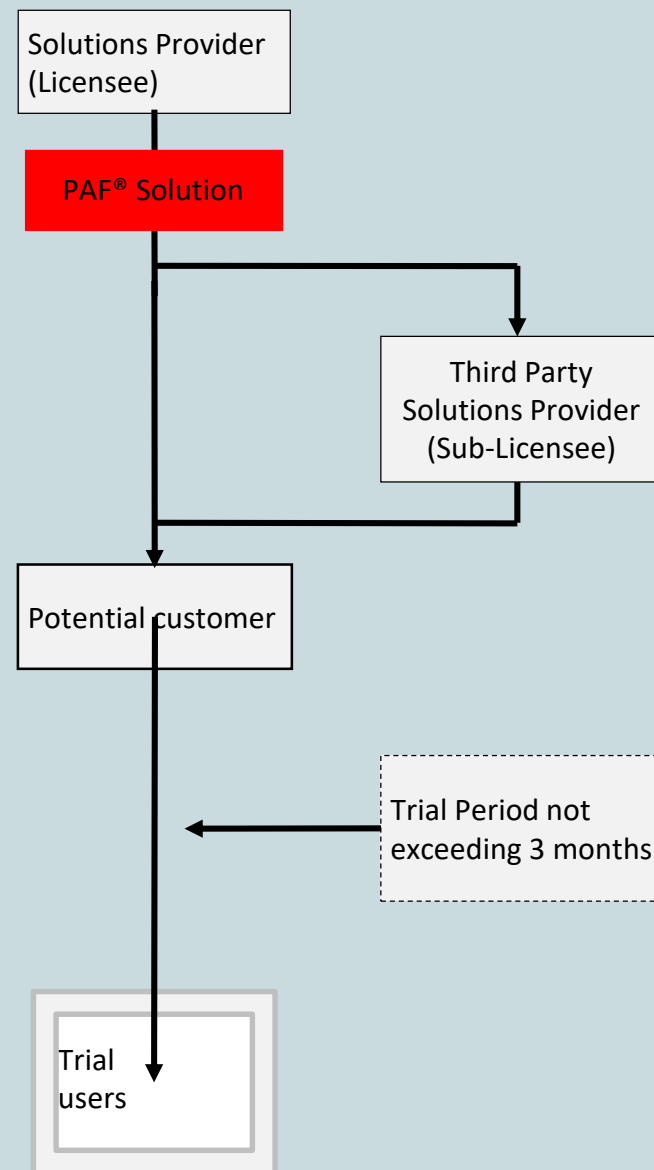 Solutions Provider
(Licensee)
PAF® Solution
Third Party
Solutions Provider
(Sub-Licensee)
Potential customer
Trial Period not
exceeding 3 months
Trial
users